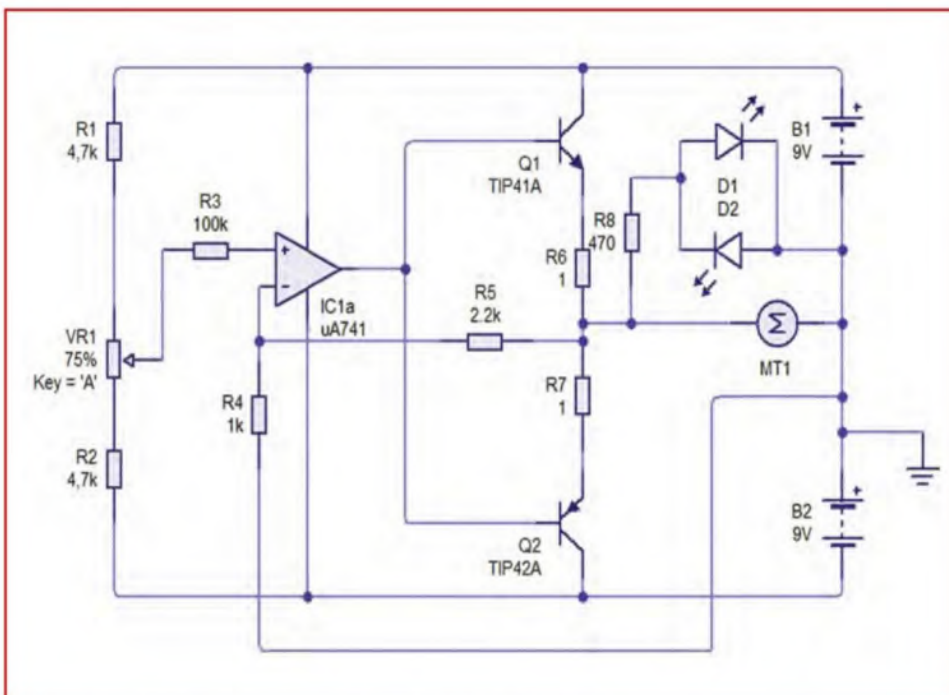 R1
4,7k
R3
100k
+
-
IC1a
uA741
VR1
75%
Key = 'A'
R4
1k
R2
4,7k
R5
2.2k
Q1
TIP41A
R6
1
R7
1
Q2
TIP42A
R8
470
D1
D2
Σ
MT1
B1
9V
+
B2
9V
+